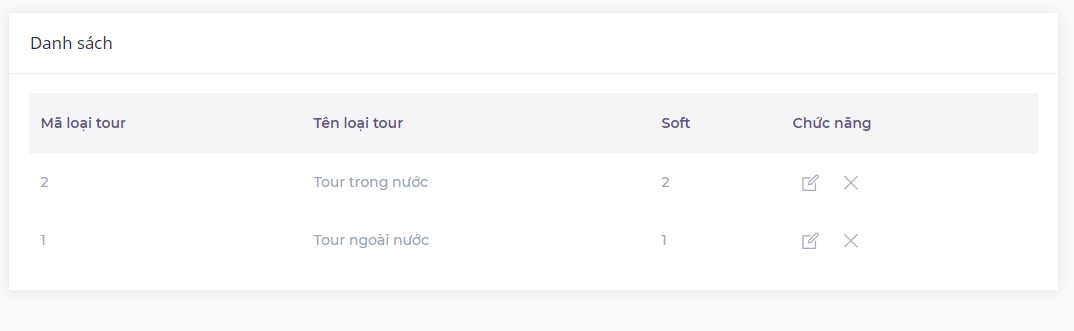 Danh sách
Mã loại tour Tên loại tour Soft Chức năng
2 Tour trong nước 2
1 Tour ngoài nước 1